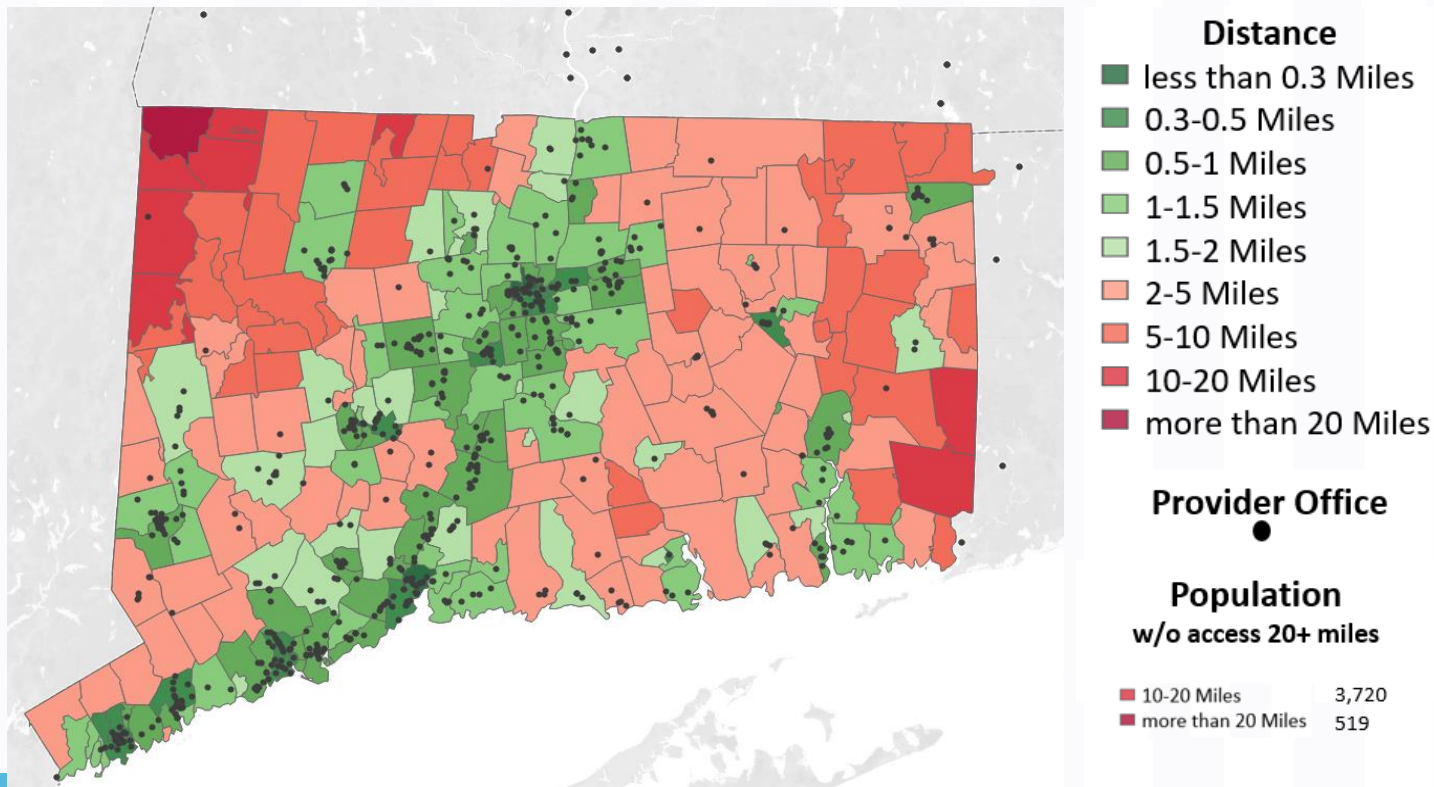 Distance
less than 0.3 Miles
0.3-0.5 Miles
0.5-1 Miles
1-1.5 Miles
1.5-2 Miles
2-5 Miles
5-10 Miles
10-20 Miles
more than 20 Miles
Provider Office
Population
w/o access 20+ miles
10-20 Miles 3,720
more than 20 Miles 519